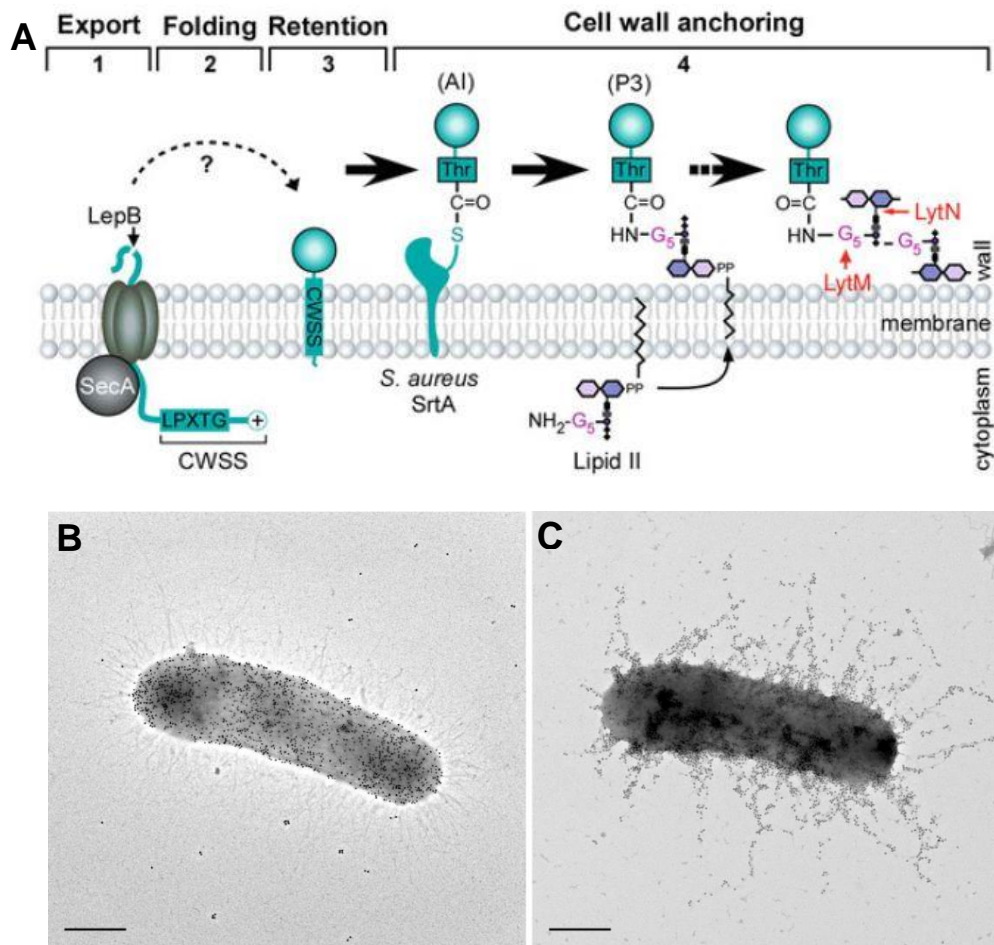 A
Export Folding Retention Cell wall anchoring
1 2 3 4
(AI) (P3)
?
Thr Thr Thr
LepB
C=O C=O O=C
LytN
S HN-G5 HN G5 G5
CWSS
PP
LytM
wall
membrane
SecA
S. aureus
SrtA
PP
LPXTG +
NH2-G5
CWSS
Lipid II
cytoplasm
B
C